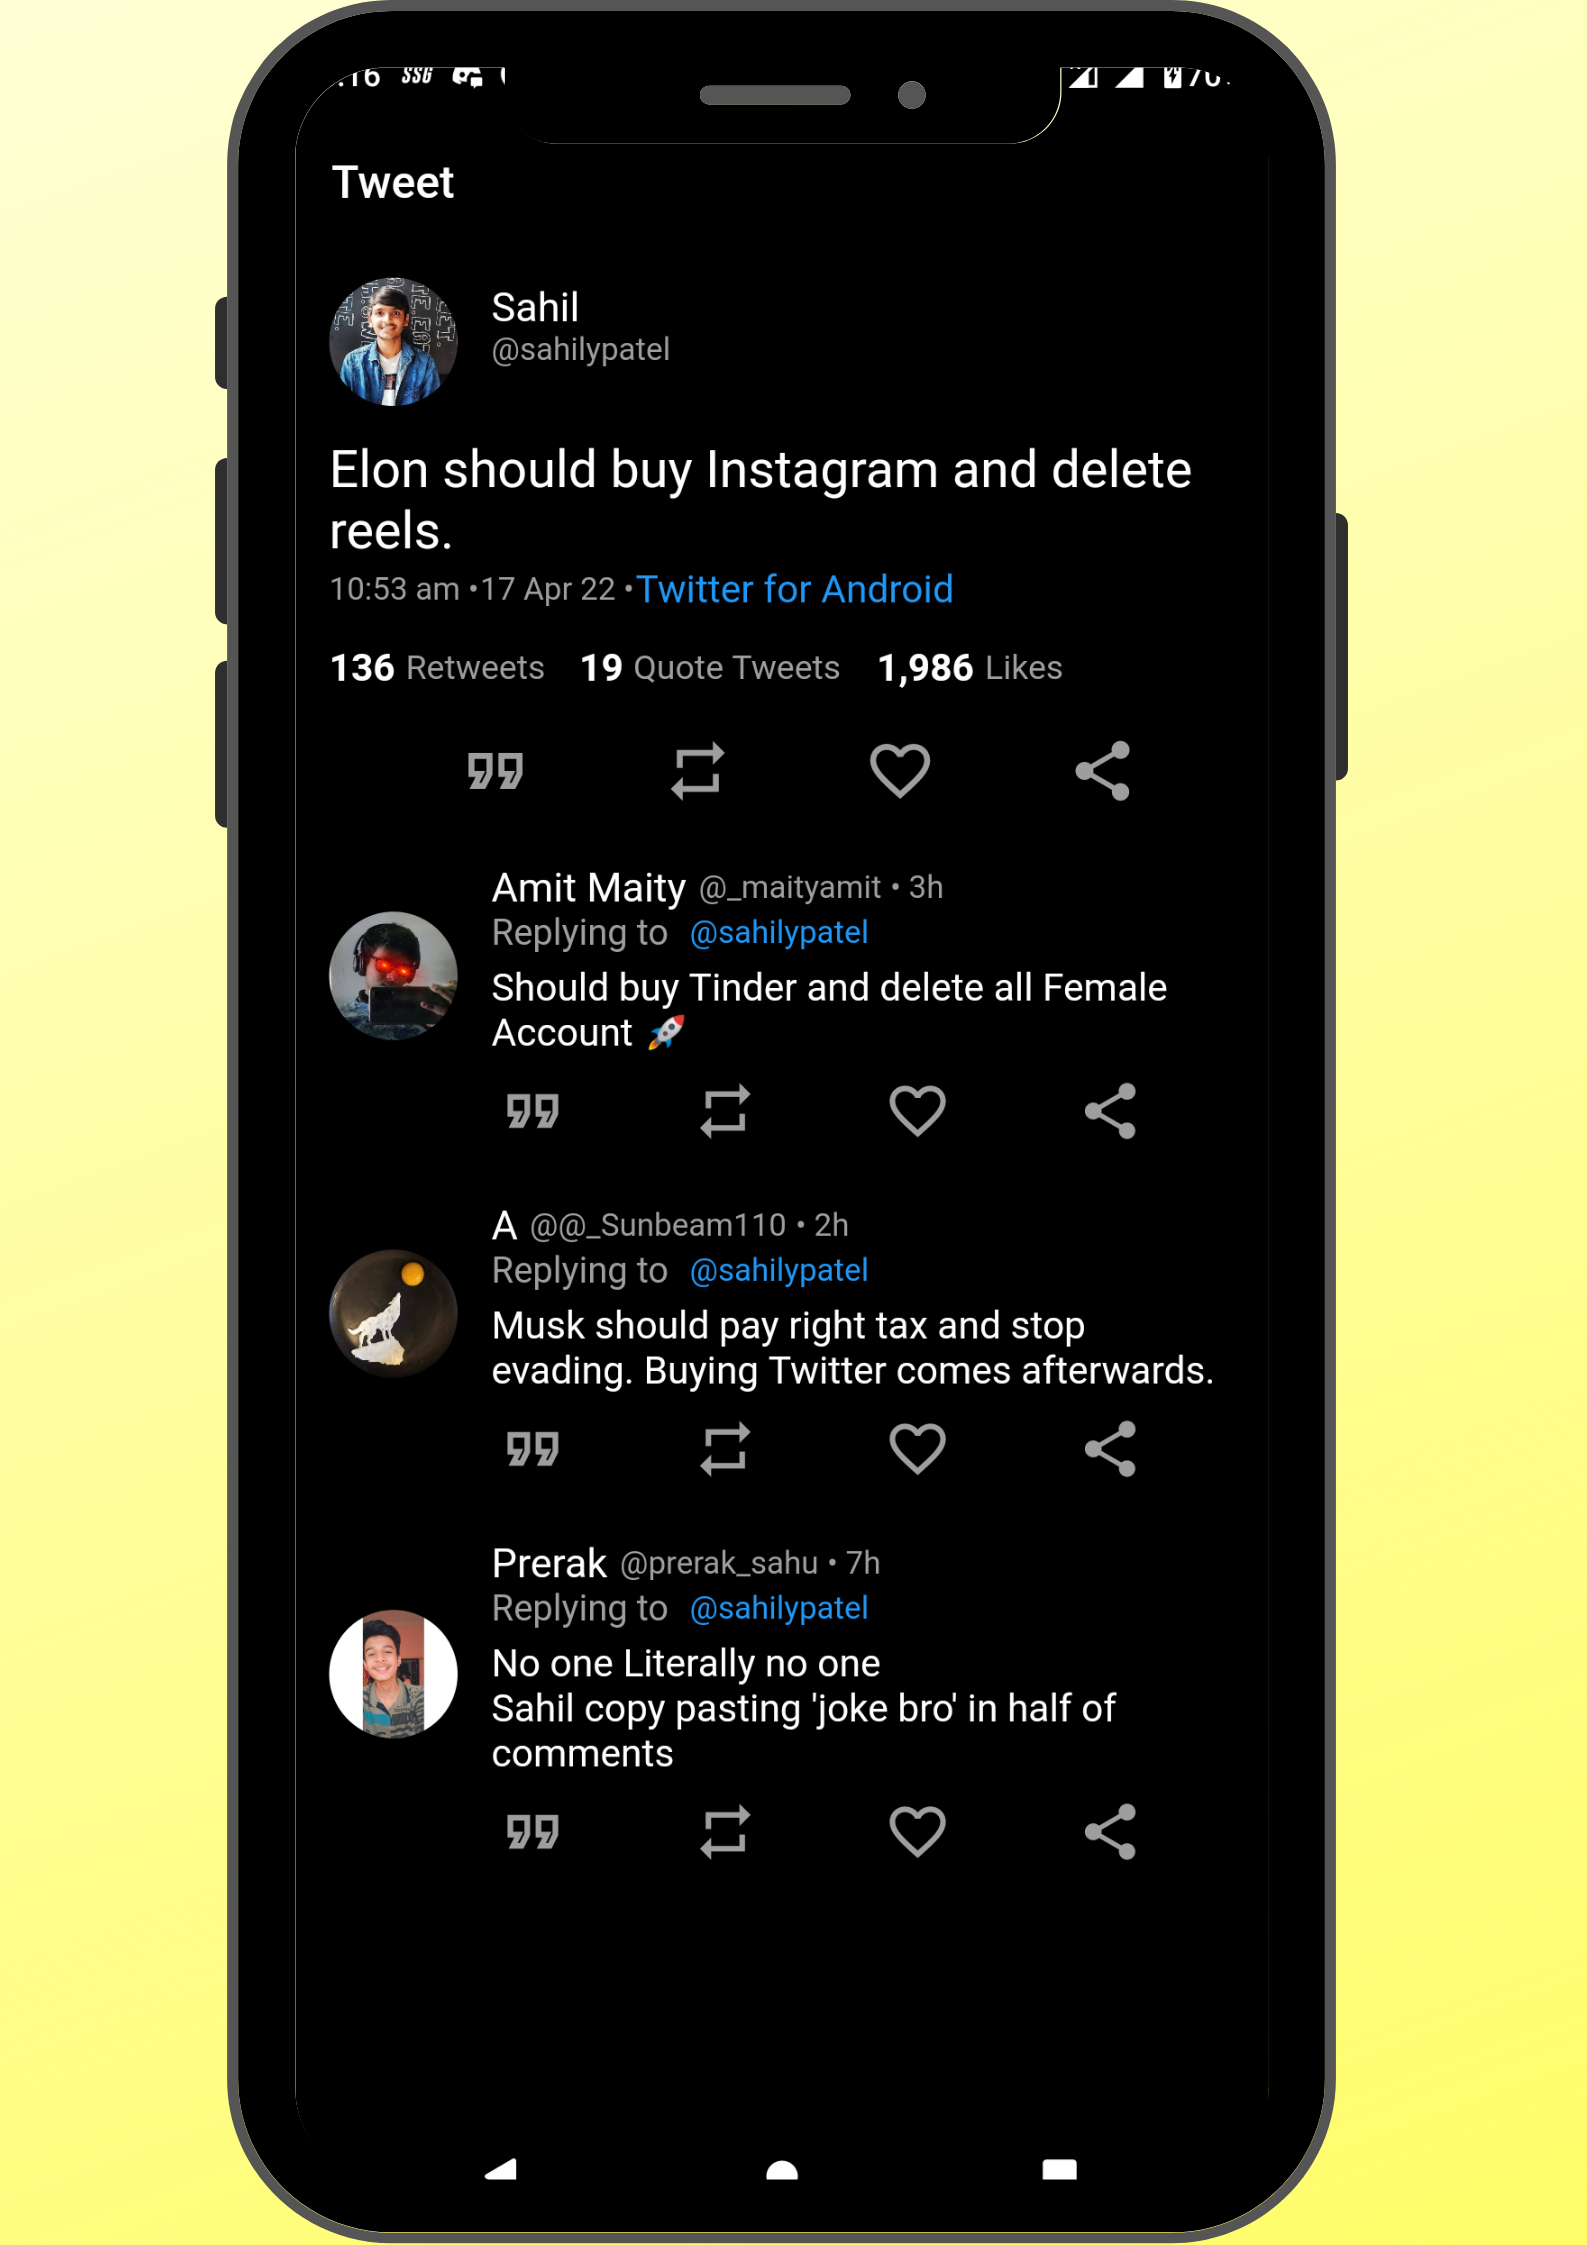 :16 SSG
70
Tweet
Sahil
@sahilypatel
Elon should buy Instagram and delete
reels.
10:53 am •17 Apr 22 •Twitter for Android
136 Retweets 19 Quote Tweets 1,986 Likes
Amit Maity @_maityamit • 3h
Replying to @sahilypatel
Should buy Tinder and delete all Female
Account 🚀
A @@_Sunbeam110 • 2h
Replying to @sahilypatel
Musk should pay right tax and stop
evading. Buying Twitter comes afterwards.
Prerak @prerak_sahu • 7h
Replying to @sahilypatel
No one Literally no one
Sahil copy pasting 'joke bro' in half of
comments